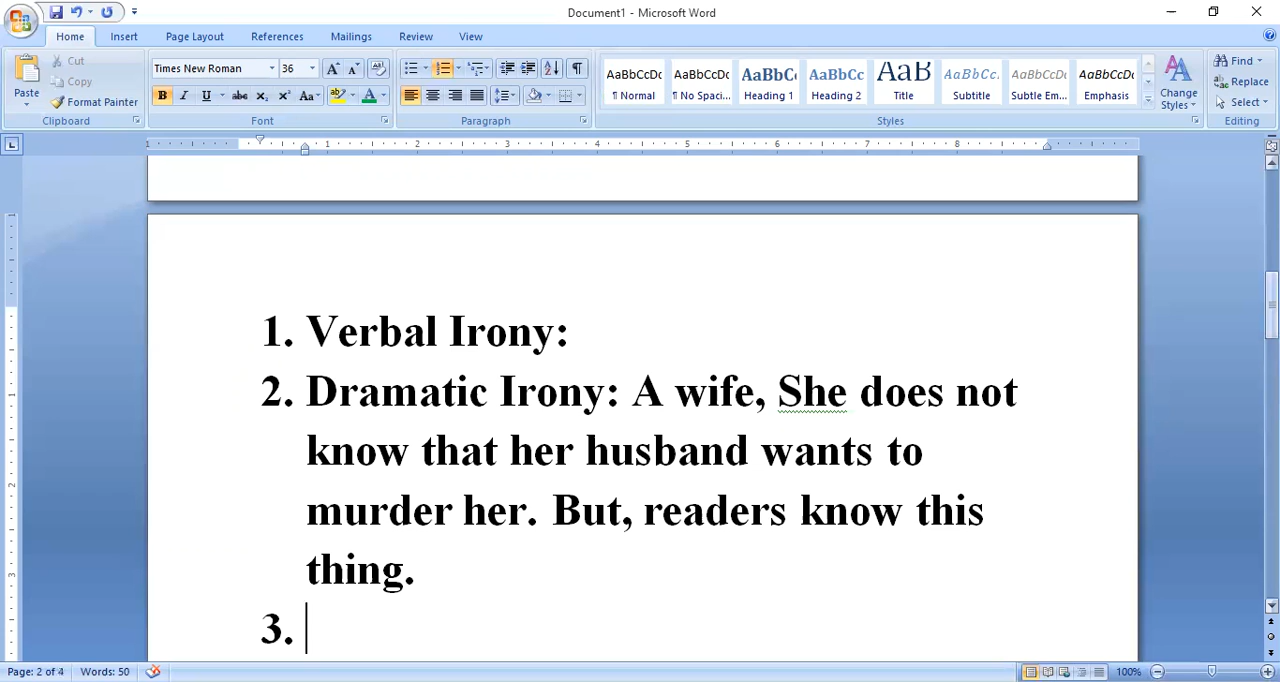 Document1 - Microsoft Word
Home Insert Page Layout References Mailings Review View
Paste
Cut
Copy
Format Painter
Clipboard
Times New Roman 36
Font
Paragraph
AaBbCcDc AaBbCcDc AaBbC AaBbCc AaB AaBbCc. AaBbCcDc AaBbCcDc
¶ Normal ¶ No Spaci... Heading 1 Heading 2 Title Subtitle Subtle Em... Emphasis
Change
Styles
Styles
Find
Replace
Select
Editing
1. Verbal Irony:
2. Dramatic Irony: A wife, She does not
know that her husband wants to
murder her. But, readers know this
thing.
3.
Page: 2 of 4 Words: 50 100%